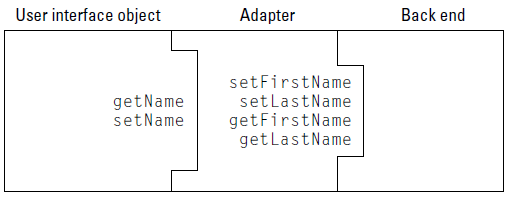 User interface object Adapter Back end
getName
setName
setFirstName
setLastName
getFirstName
getLastName